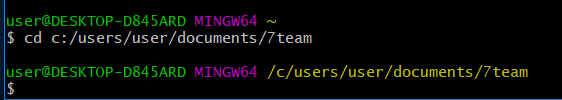 user@DESKTOP-D845ARD MINGW64 ~
$ cd c:/users/user/documents/7team
user@DESKTOP-D845ARD MINGW64 /c/users/user/documents/7team
$